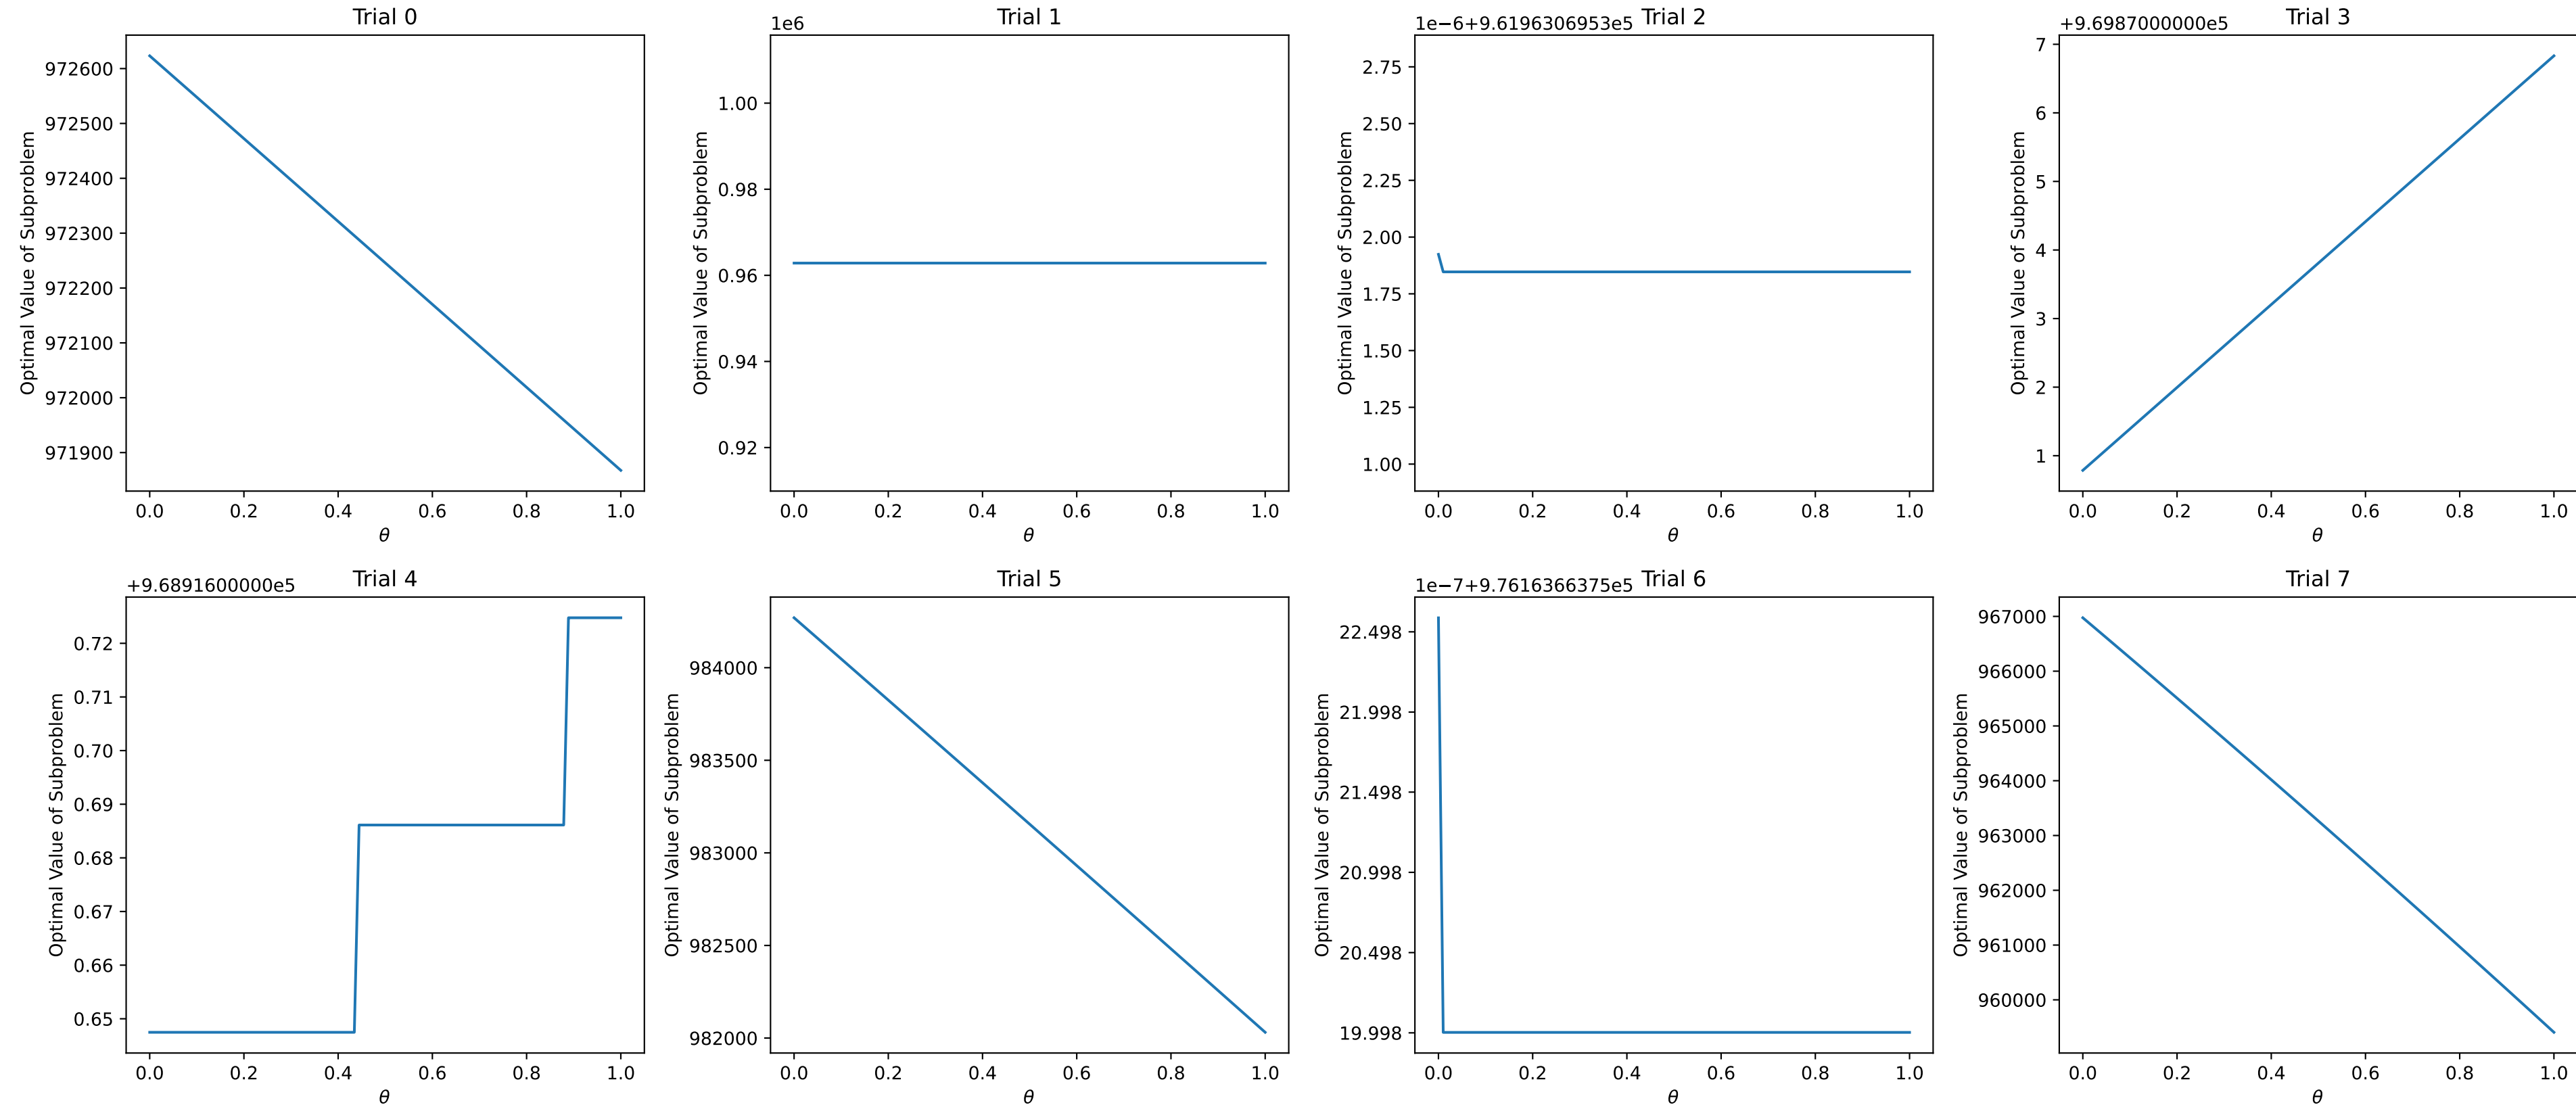 Trial 0
972600
972500
972400
972300
972200
972100
972000
971900
0.0 0.2 0.4 0.6 0.8 1.0
θ
Optimal Value of Subproblem
Trial 1
1e6
1.00
0.98
0.96
0.94
0.92
0.0 0.2 0.4 0.6 0.8 1.0
θ
Optimal Value of Subproblem
Trial 2
1e−6+9.6196306953e5
2.75
2.50
2.25
2.00
1.75
1.50
1.25
1.00
0.0 0.2 0.4 0.6 0.8 1.0
θ
Optimal Value of Subproblem
Trial 3
+9.6987000000e5
7
6
5
4
3
2
1
0.0 0.2 0.4 0.6 0.8 1.0
θ
Optimal Value of Subproblem
Trial 4
+9.6891600000e5
0.72
0.71
0.70
0.69
0.68
0.67
0.66
0.65
0.0 0.2 0.4 0.6 0.8 1.0
θ
Optimal Value of Subproblem
Trial 5
984000
983500
983000
982500
982000
0.0 0.2 0.4 0.6 0.8 1.0
θ
Optimal Value of Subproblem
Trial 6
1e−7+9.7616366375e5
22.498
21.998
21.498
20.998
20.498
19.998
0.0 0.2 0.4 0.6 0.8 1.0
θ
Optimal Value of Subproblem
Trial 7
967000
966000
965000
964000
963000
962000
961000
960000
0.0 0.2 0.4 0.6 0.8 1.0
θ
Optimal Value of Subproblem